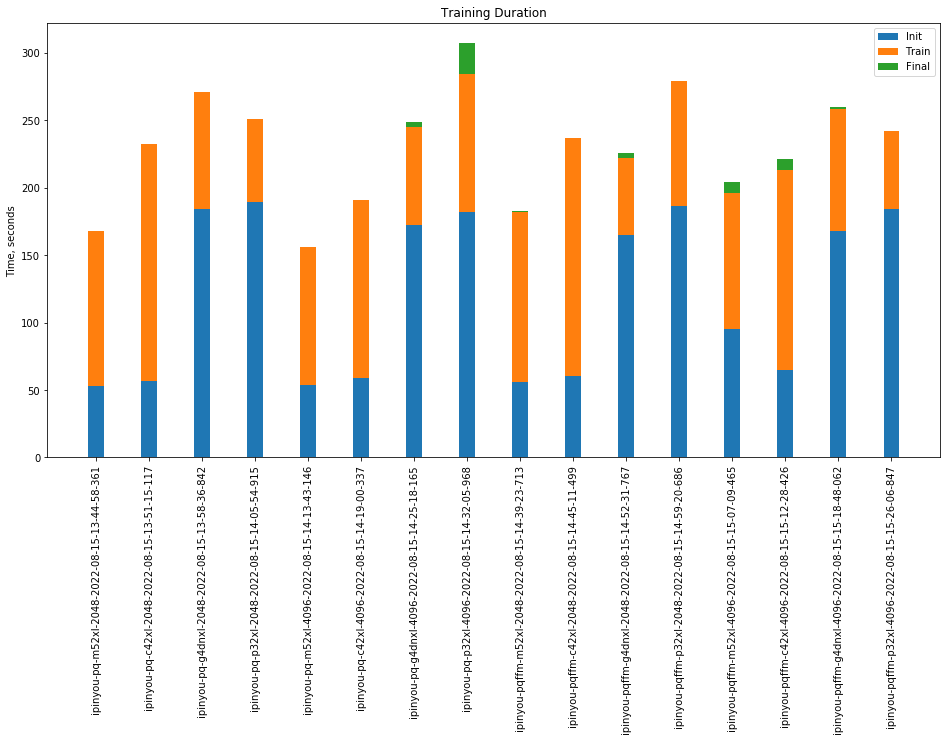 Training Duration
Init
Train
Final
Time, seconds
300
250
200
150
100
50
0
ipinyou-pq-m52xl-2048-2022-08-15-13-44-58-361
ipinyou-pq-c42xl-2048-2022-08-15-13-51-15-117
ipinyou-pq-g4dnxl-2048-2022-08-15-13-58-36-842
ipinyou-pq-p32xl-2048-2022-08-15-14-05-54-915
ipinyou-pq-m52xl-4096-2022-08-15-14-13-43-146
ipinyou-pq-c42xl-4096-2022-08-15-14-19-00-337
ipinyou-pq-g4dnxl-4096-2022-08-15-14-25-18-165
ipinyou-pq-p32xl-4096-2022-08-15-14-32-05-968
ipinyou-pqffm-m52xl-2048-2022-08-15-14-39-23-713
ipinyou-pqffm-c42xl-2048-2022-08-15-14-45-11-499
ipinyou-pqffm-g4dnxl-2048-2022-08-15-14-52-31-767
ipinyou-pqffm-p32xl-2048-2022-08-15-14-59-20-686
ipinyou-pqffm-m52xl-4096-2022-08-15-15-07-09-465
ipinyou-pqffm-c42xl-4096-2022-08-15-15-12-28-426
ipinyou-pqffm-g4dnxl-4096-2022-08-15-15-18-48-062
ipinyou-pqffm-p32xl-4096-2022-08-15-15-26-06-847